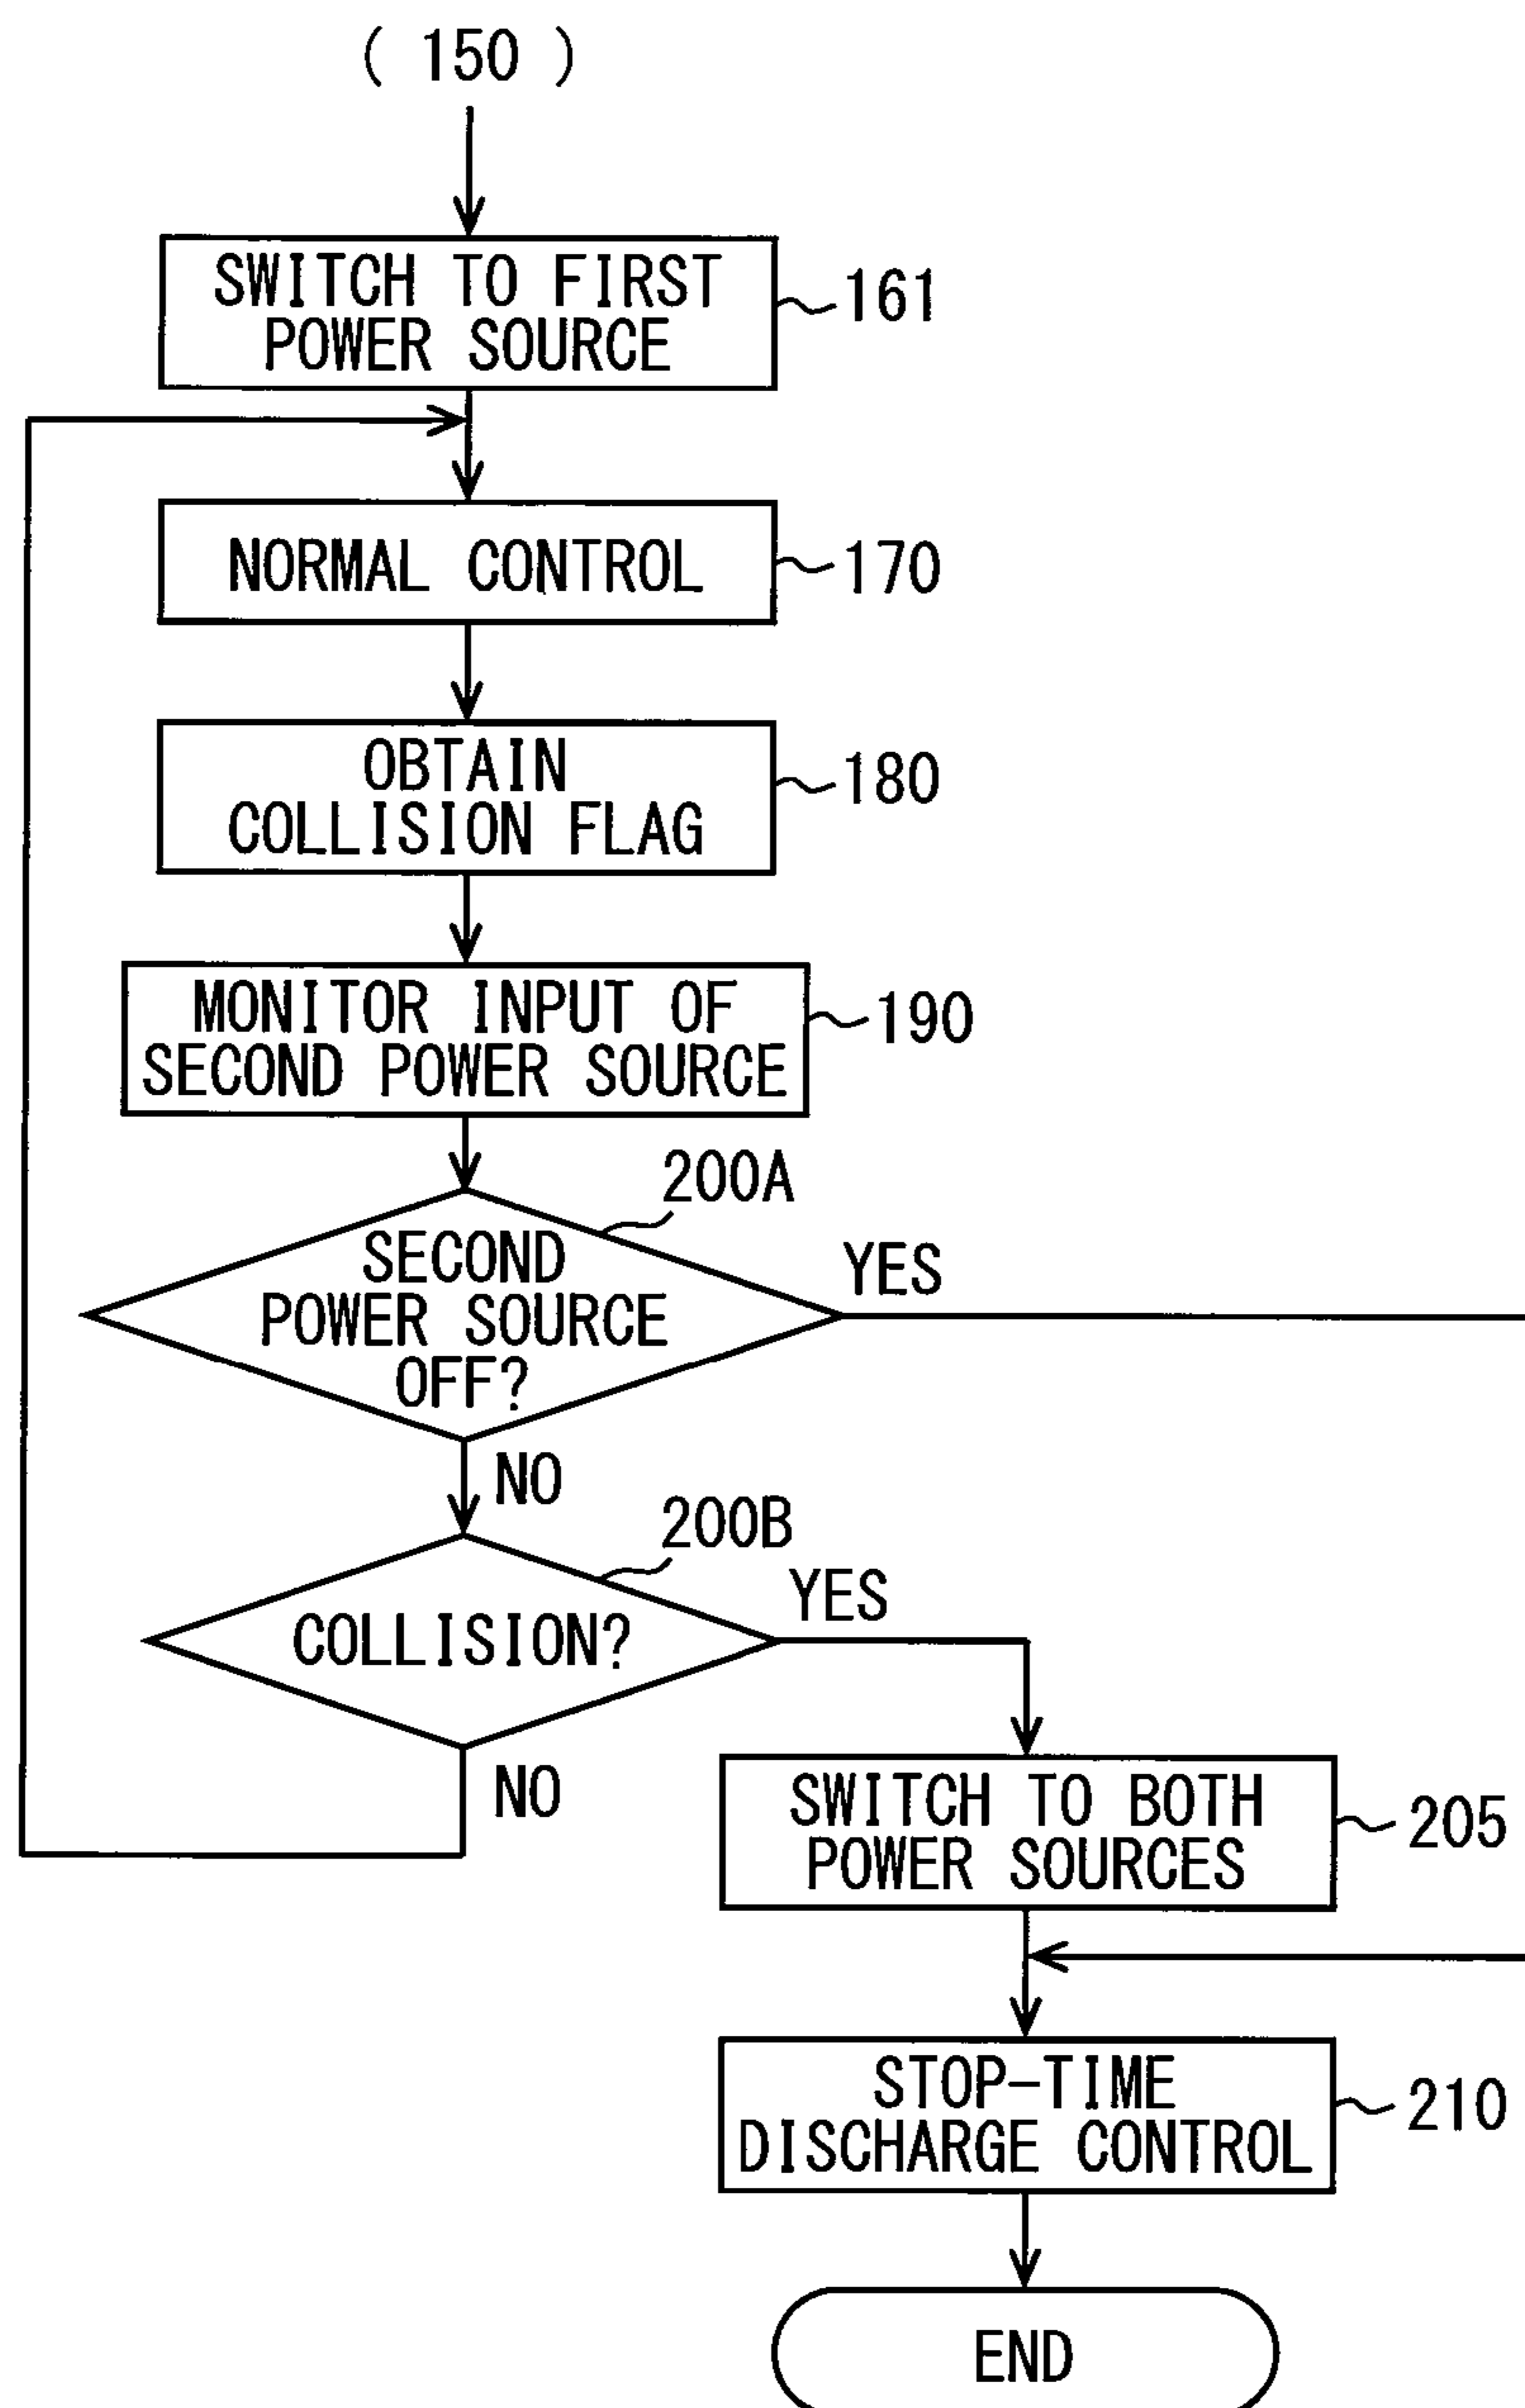 ( 150 )
SWITCH TO FIRST
POWER SOURCE
161
NORMAL CONTROL
170
OBTAIN
COLLISION FLAG
180
MONITOR INPUT OF
SECOND POWER SOURCE
190
200A
SECOND
POWER SOURCE
OFF?
YES
NO
200B
COLLISION?
YES
NO
SWITCH TO BOTH
POWER SOURCES
205
STOP-TIME
DISCHARGE CONTROL
210
END